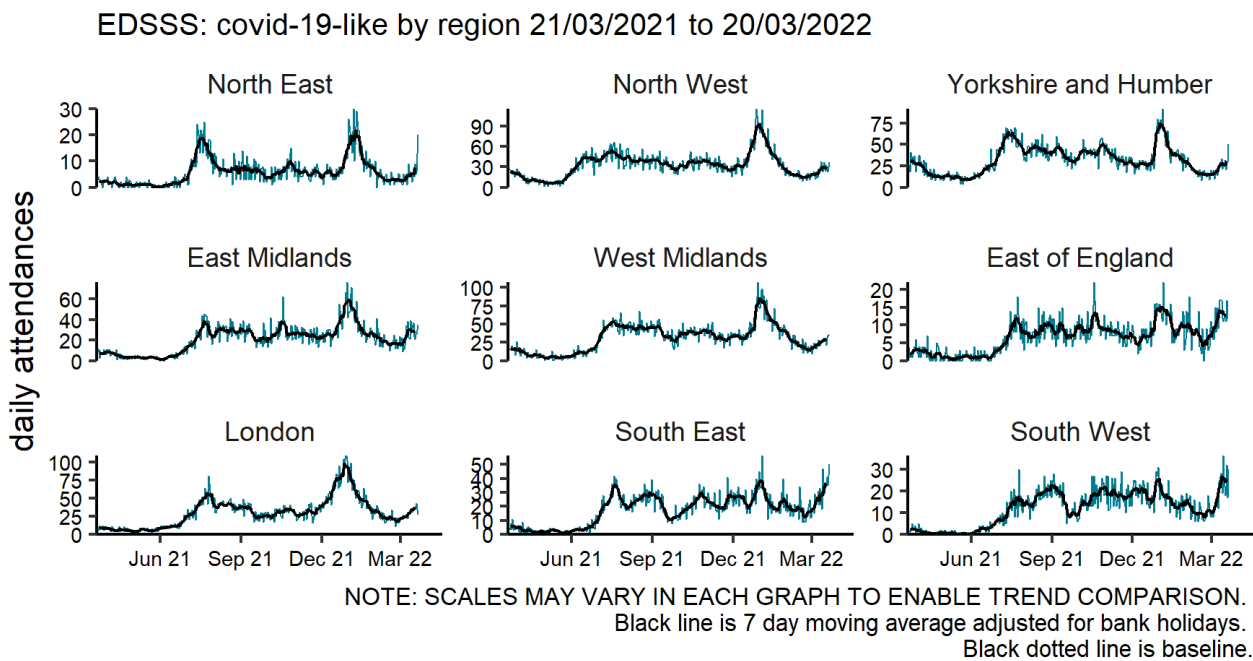 EDSSS: covid-19-like by region 21/03/2021 to 20/03/2022
daily attendances
North East
30
20
10
0
North West
90
60
30
0
Yorkshire and Humber
75
50
25
0
East Midlands
60
40
20
0
West Midlands
100
75
50
25
0
East of England
20
15
10
5
0
London
100
75
50
25
0
Jun 21 Sep 21 Dec 21 Mar 22
South East
50
40
30
20
10
0
Jun 21 Sep 21 Dec 21 Mar 22
South West
30
20
10
0
Jun 21 Sep 21 Dec 21 Mar 22
NOTE: SCALES MAY VARY IN EACH GRAPH TO ENABLE TREND COMPARISON.
Black line is 7 day moving average adjusted for bank holidays.
Black dotted line is baseline.